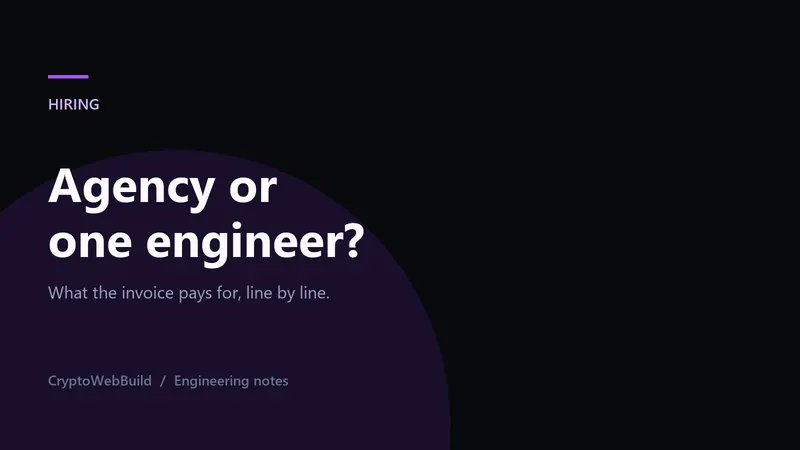 HIRING
Agency or
one engineer?
What the invoice pays for, line by line.
CryptoWebBuild / Engineering notes